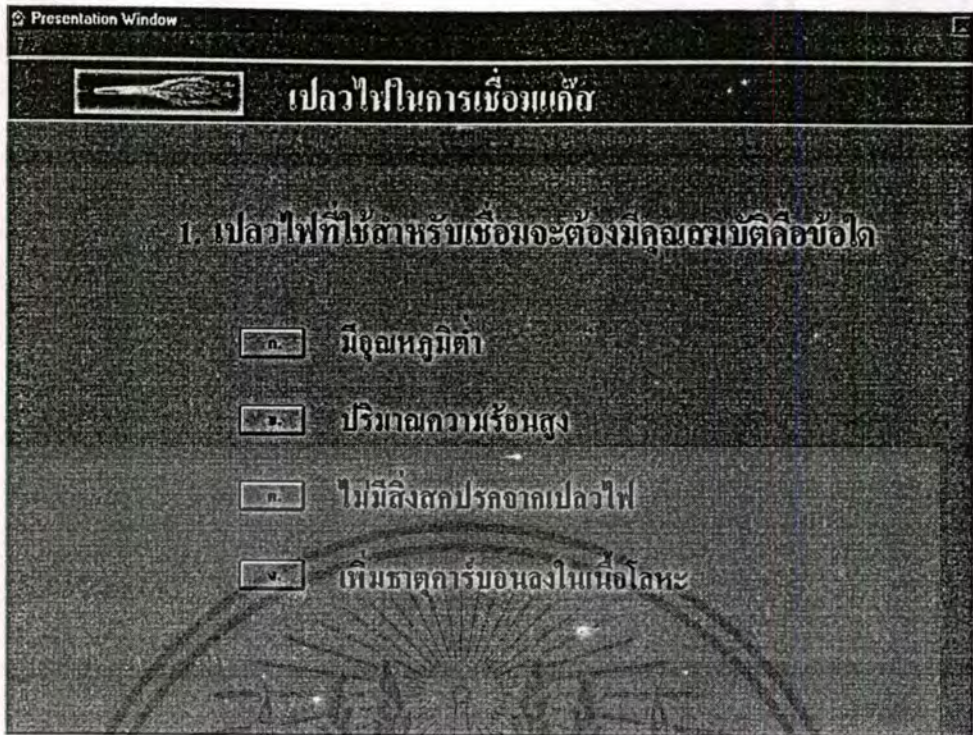 Presentation Window
เปลวไฟในการเชื่อมแก๊ส
1. เปลวไฟที่ใช้สำหรับเชื่อมจะต้องมีคุณสมบัติคือข้อใด
ก. มีอุณหภูมิต่ำ
ข. ปริมาณความร้อนสูง
ค. ไม่มีสิ่งสกปรกจากเปลวไฟ
ง. เพิ่มธาตุคาร์บอนลงในเนื้อโลหะ